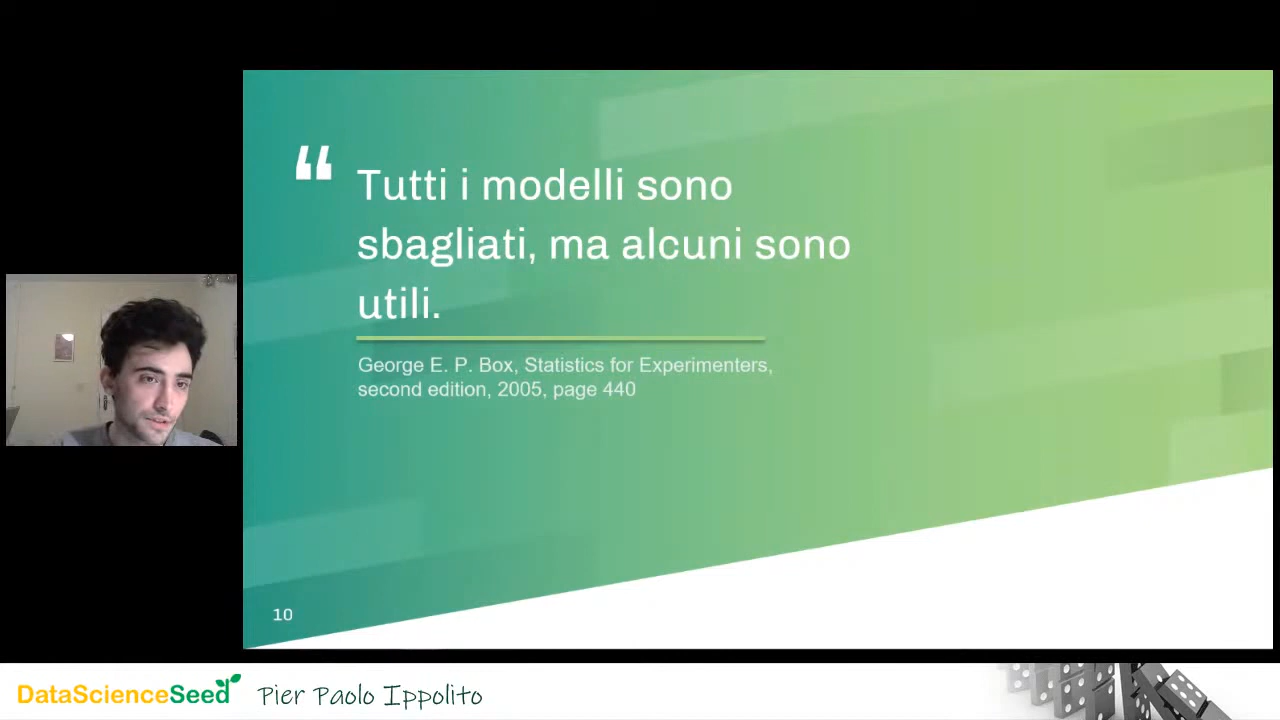 “
Tutti i modelli sono
sbagliati, ma alcuni sono
utili.
George E. P. Box, Statistics for Experimenters,
second edition, 2005, page 440
10
DataScienceSeed Pier Paolo Ippolito